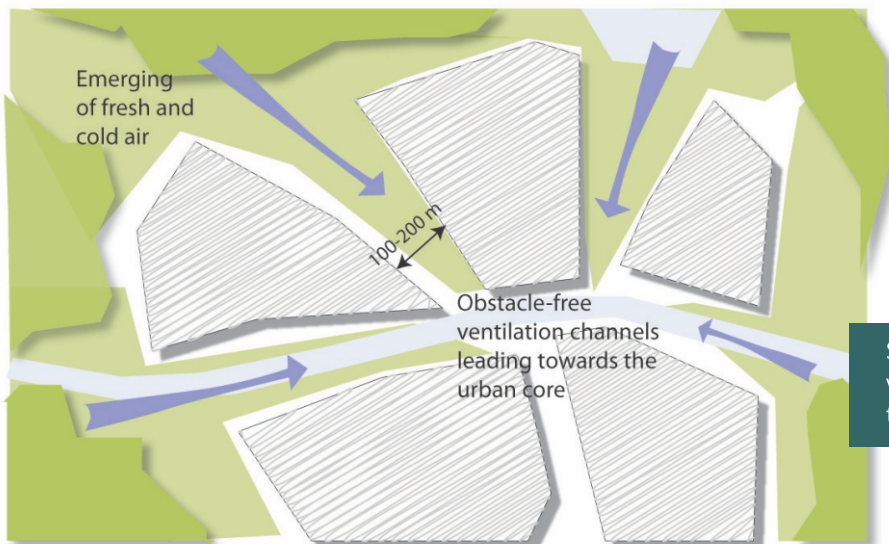 Emerging
of fresh and
cold air
100-200 m
Obstacle-free
ventilation channels
leading towards the
urban core